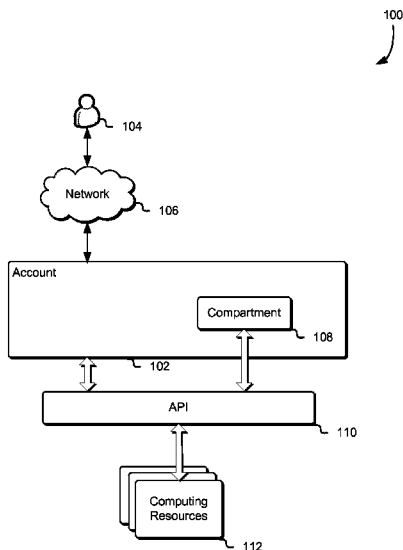 100
104
Network
106
Account
Compartment
108
102
API
110
Computing
Resources
112